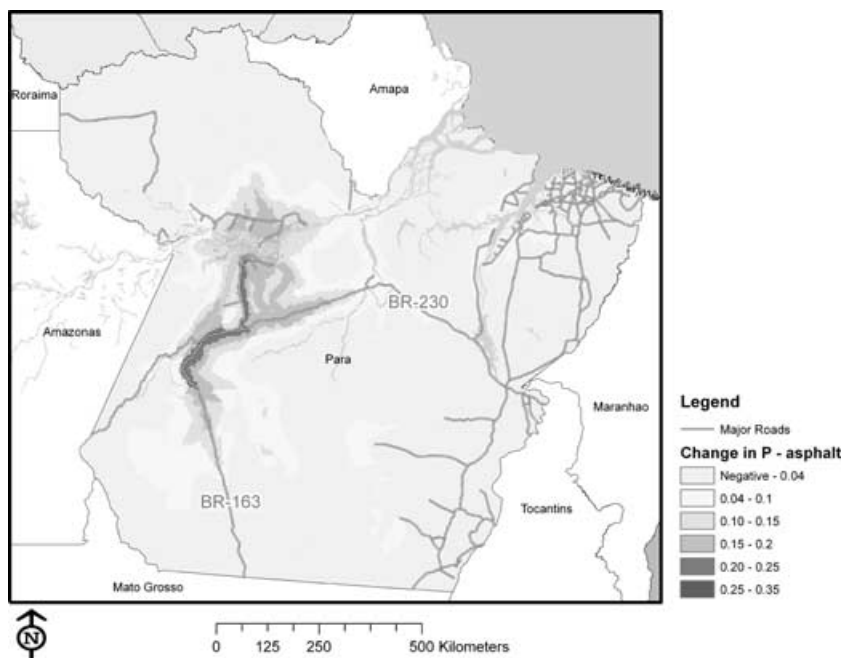 Roraima
Amapa
BR-230
Amazonas
Para
Maranhao
BR-163
Tocantins
Mato Grosso
Legend
Major Roads
Change in P - asphalt
Negative - 0.04
0.04 - 0.1
0.10 - 0.15
0.15 - 0.2
0.20 - 0.25
0.25 - 0.35
N
0 125 250 500 Kilometers